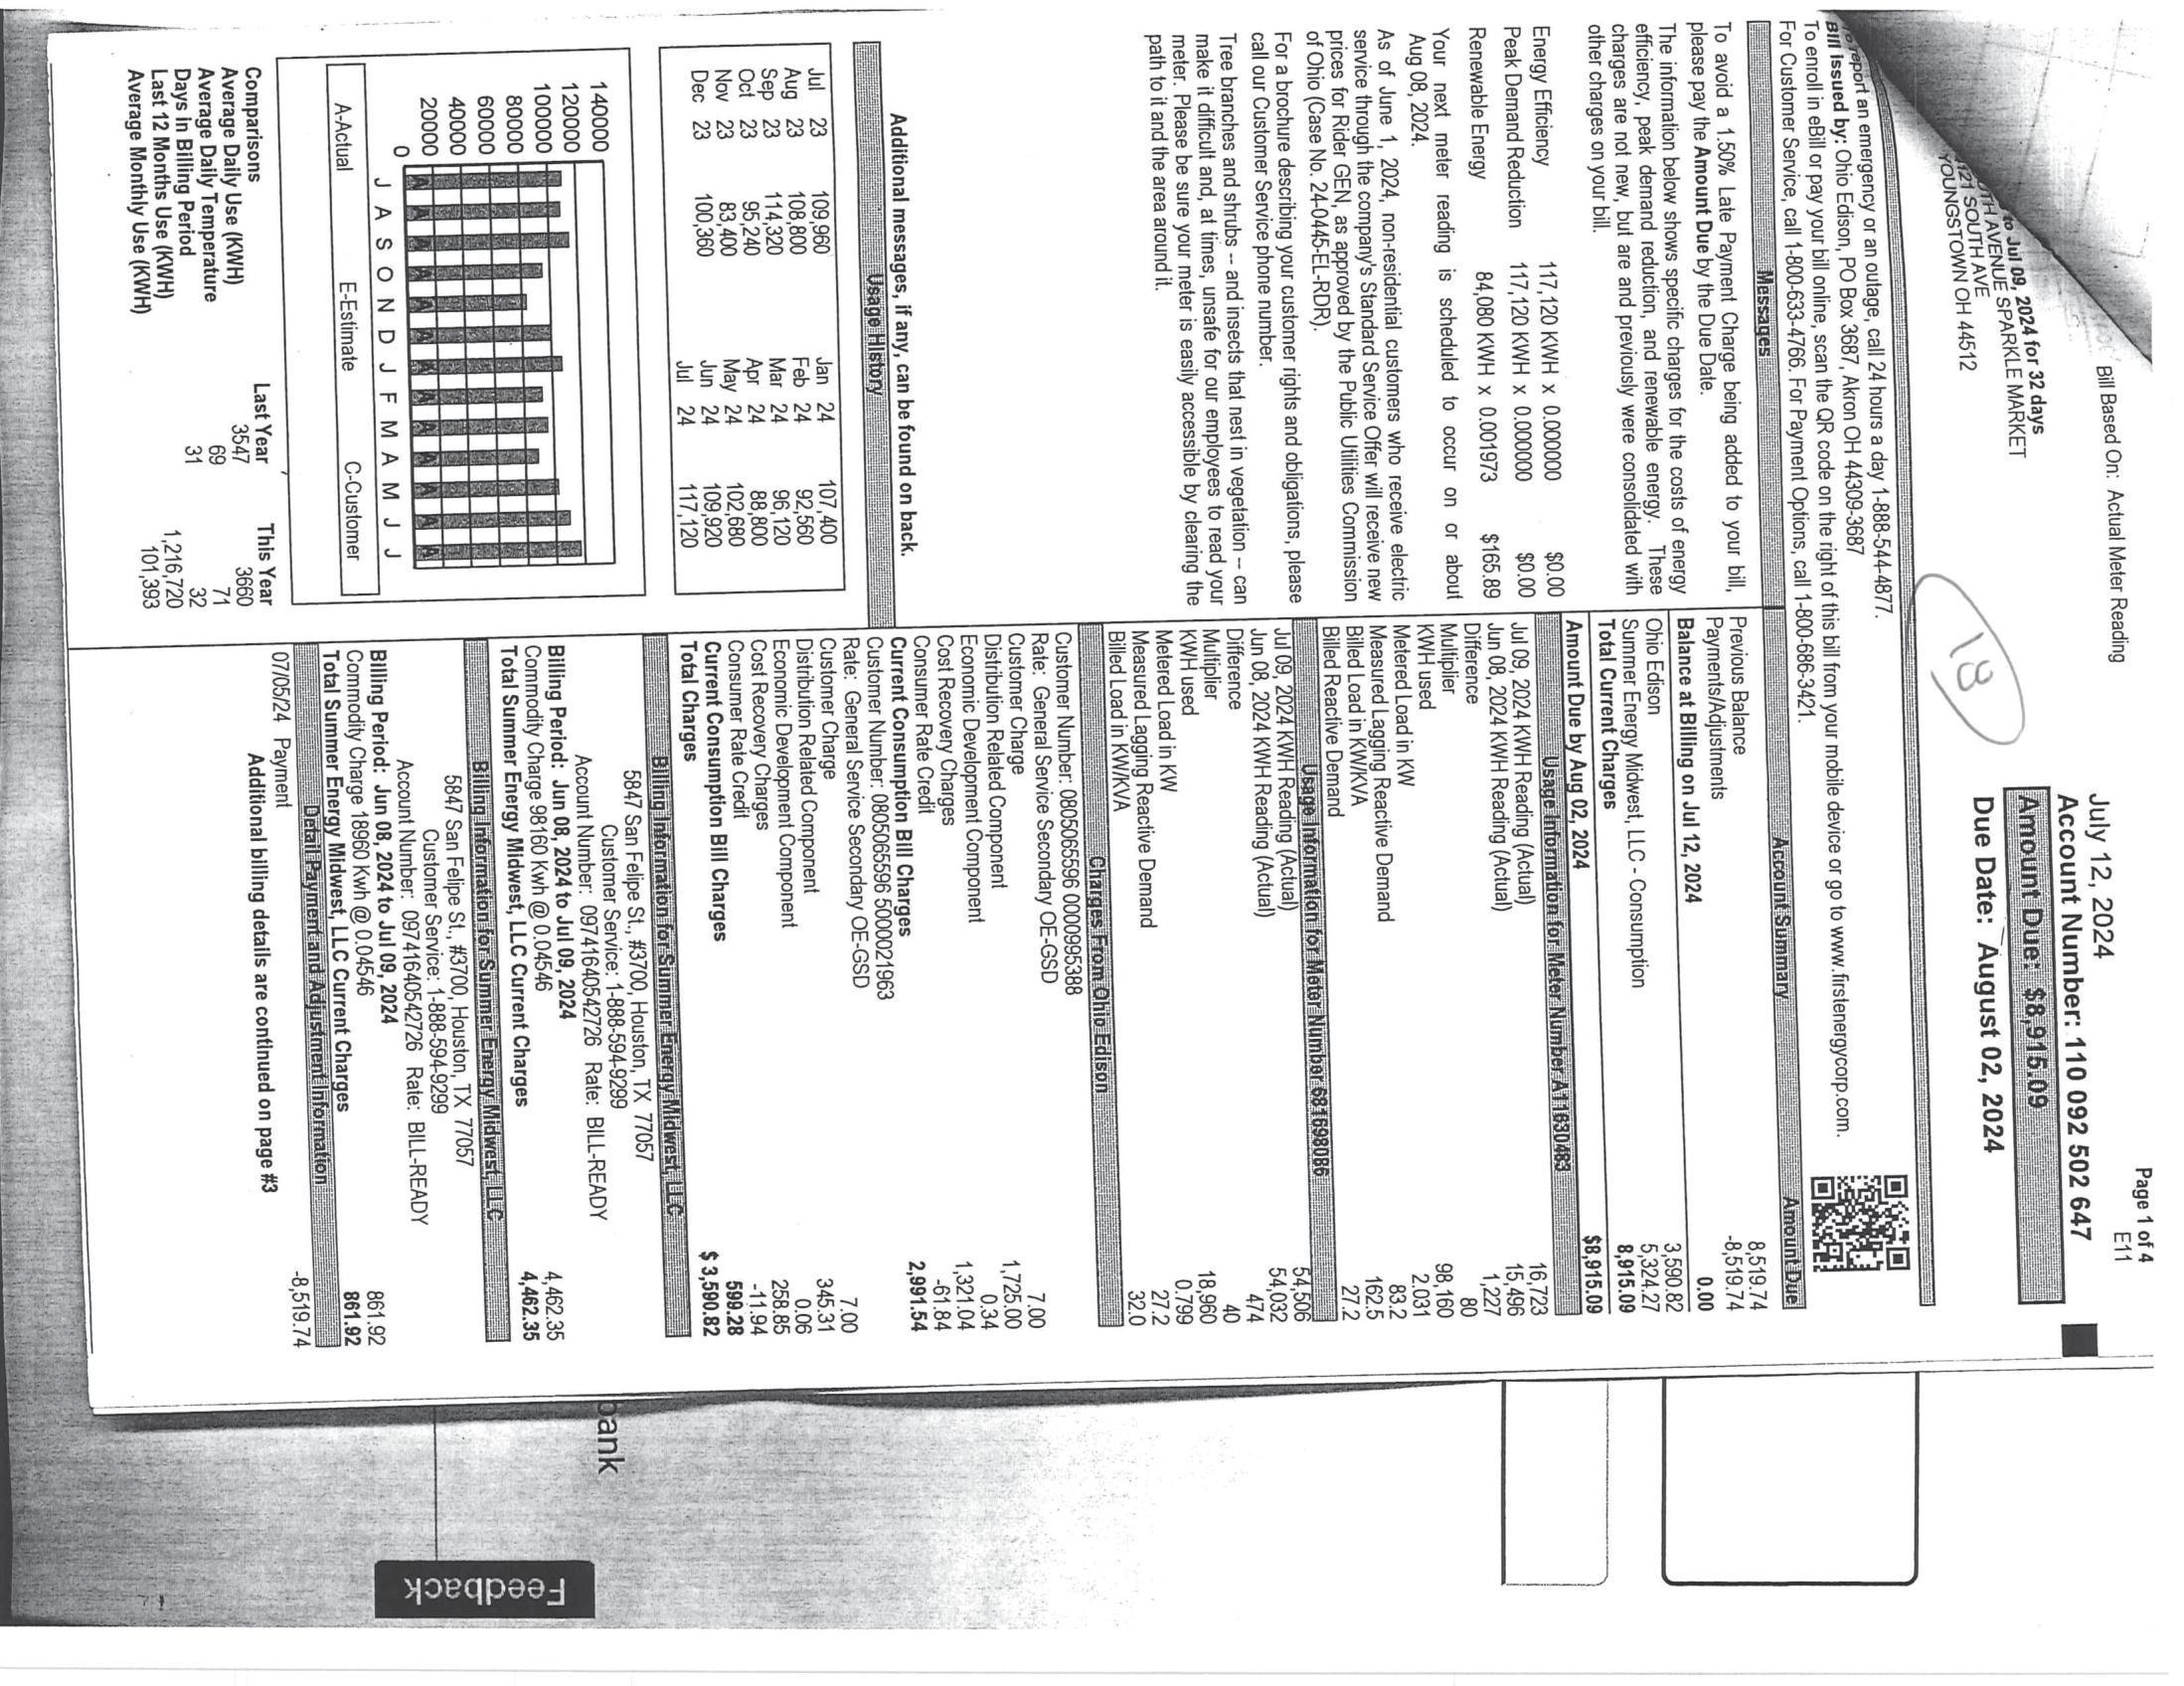 Page 1 of 4
E11
Bill Based On: Actual Meter Reading
July 12, 2024
Account Number: 110 092 502 647
Amount Due: $8,915.09
Due Date: August 02, 2024
to Jul 09, 2024 for 32 days
AVENUE SPARKLE MARKET
SOUTH AVE
YOUNGSTOWN OH 44512
18
To report an emergency or an outage, call 24 hours a day 1-888-544-4877.
Bill issued by: Ohio Edison, PO Box 3687, Akron OH 44309-3687
To enroll in eBill or pay your bill online, scan the QR code on the right of this bill from your mobile device or go to www.firstenergycorp.com.
For Customer Service, call 1-800-633-4766. For Payment Options, call 1-800-686-3421.
Messages
To avoid a 1.50% Late Payment Charge being added to your bill,
please pay the Amount Due by the Due Date.
The information below shows specific charges for the costs of energy
efficiency, peak demand reduction, and renewable energy. These
charges are not new, but are and previously were consolidated with
other charges on your bill.
Energy Efficiency 117,120 KWH x 0.000000 $0.00
Peak Demand Reduction 117,120 KWH x 0.000000 $0.00
Renewable Energy 84,080 KWH x 0.001973 $165.89
Your next meter reading is scheduled to occur on or about
Aug 08, 2024.
As of June 1, 2024, non-residential customers who receive electric
service through the company's Standard Service Offer will receive new
prices for Rider GEN, as approved by the Public Utilities Commission
of Ohio (Case No. 24-0445-EL-RDR).
For a brochure describing your customer rights and obligations, please
call our Customer Service phone number.
Tree branches and shrubs -- and insects that nest in vegetation -- can
make it difficult and, at times, unsafe for our employees to read your
meter. Please be sure your meter is easily accessible by clearing the
path to it and the area around it.
Additional messages, if any, can be found on back.
Usage History
Jul 23 109,960 Jan 24 107,400
Aug 23 108,800 Feb 24 92,560
Sep 23 114,320 Mar 24 96,120
Oct 23 95,240 Apr 24 88,800
Nov 23 83,400 May 24 102,680
Dec 23 100,360 Jun 24 109,920
Jul 24 117,120
140000
120000
100000
80000
60000
40000
20000
0
A A A A A A A A A A A A A
J A S O N D J F M A M J J
A-Actual E-Estimate C-Customer
Comparisons Last Year This Year
Average Daily Use (KWH) 3547 3660
Average Daily Temperature 69 71
Days in Billing Period 31 32
Last 12 Months Use (KWH) 1,216,720
Average Monthly Use (KWH) 101,393
Account Summary Amount Due
Previous Balance 8,519.74
Payments/Adjustments -8,519.74
Balance at Billing on Jul 12, 2024 0.00
Ohio Edison 3,590.82
Summer Energy Midwest, LLC - Consumption 5,324.27
Total Current Charges 8,915.09
Amount Due by Aug 02, 2024 $8,915.09
Usage Information for Meter Number A11630483
Jul 09, 2024 KWH Reading (Actual) 16,723
Jun 08, 2024 KWH Reading (Actual) 15,496
Difference 1,227
Multiplier 80
KWH used 98,160
Metered Load in KW 2.031
Measured Lagging Reactive Demand 83.2
Billed Load in KW/KVA 162.5
Billed Reactive Demand 27.2
Usage Information for Meter Number 681698086
Jul 09, 2024 KWH Reading (Actual) 54,506
Jun 08, 2024 KWH Reading (Actual) 54,032
Difference 474
Multiplier 40
KWH used 18,960
Metered Load in KW 0.799
Measured Lagging Reactive Demand 27.2
Billed Load in KW/KVA 32.0
Charges From Ohio Edison
Customer Number: 0805065596 0000995388
Rate: General Service Secondary OE-GSD
Customer Charge 7.00
Distribution Related Component 1,725.00
Economic Development Component 0.34
Cost Recovery Charges 1,321.04
Consumer Rate Credit -61.84
Current Consumption Bill Charges 2,991.54
Customer Number: 0805065596 5000021963
Rate: General Service Secondary OE-GSD
Customer Charge 7.00
Distribution Related Component 345.31
Economic Development Component 0.06
Cost Recovery Charges 258.85
Consumer Rate Credit -11.94
Current Consumption Bill Charges 599.28
Total Charges $ 3,590.82
Billing Information for Summer Energy Midwest, LLC
5847 San Felipe St., #3700, Houston, TX 77057
Customer Service: 1-888-594-9299
Account Number: 09741640542726 Rate: BILL-READY
Billing Period: Jun 08, 2024 to Jul 09, 2024
Commodity Charge 98160 Kwh @ 0.04546 4,462.35
Total Summer Energy Midwest, LLC Current Charges 4,462.35
Billing Information for Summer Energy Midwest, LLC
5847 San Felipe St., #3700, Houston, TX 77057
Customer Service: 1-888-594-9299
Account Number: 09741640542726 Rate: BILL-READY
Billing Period: Jun 08, 2024 to Jul 09, 2024
Commodity Charge 18960 Kwh @ 0.04546 861.92
Total Summer Energy Midwest, LLC Current Charges 861.92
Detail Payment and Adjustment Information
07/05/24 Payment -8,519.74
Additional billing details are continued on page #3
bank
Feedback